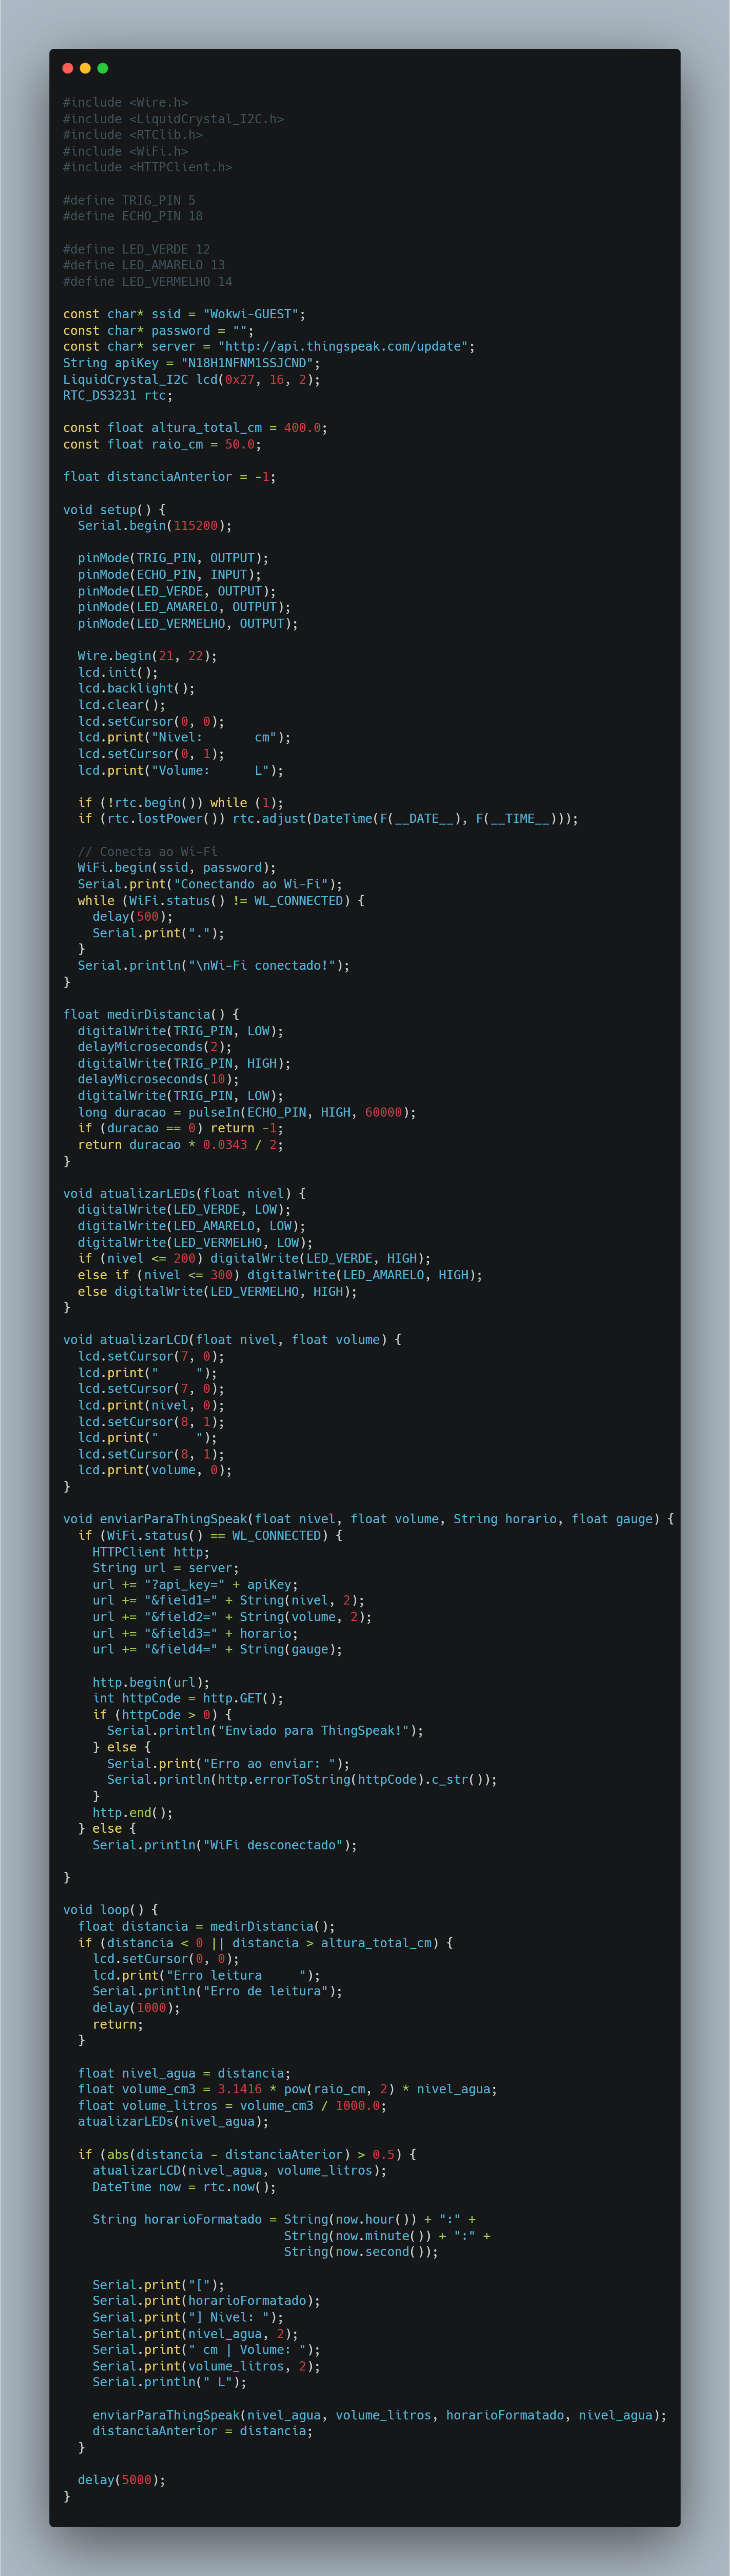 #include <Wire.h>
#include <LiquidCrystal_I2C.h>
#include <RTClib.h>
#include <WiFi.h>
#include <HTTPClient.h>

#define TRIG_PIN 5
#define ECHO_PIN 18

#define LED_VERDE 12
#define LED_AMARELO 13
#define LED_VERMELHO 14

const char* ssid = "Wokwi-GUEST";
const char* password = "";
const char* server = "http://api.thingspeak.com/update";
String apiKey = "N18H1NFNM1SSJCND";
LiquidCrystal_I2C lcd(0x27, 16, 2);
RTC_DS3231 rtc;

const float altura_total_cm = 400.0;
const float raio_cm = 50.0;

float distanciaAnterior = -1;

void setup() {
  Serial.begin(115200);

  pinMode(TRIG_PIN, OUTPUT);
  pinMode(ECHO_PIN, INPUT);
  pinMode(LED_VERDE, OUTPUT);
  pinMode(LED_AMARELO, OUTPUT);
  pinMode(LED_VERMELHO, OUTPUT);

  Wire.begin(21, 22);
  lcd.init();
  lcd.backlight();
  lcd.clear();
  lcd.setCursor(0, 0);
  lcd.print("Nivel:       cm");
  lcd.setCursor(0, 1);
  lcd.print("Volume:      L");

  if (!rtc.begin()) while (1);
  if (rtc.lostPower()) rtc.adjust(DateTime(F(__DATE__), F(__TIME__)));

  // Conecta ao Wi-Fi
  WiFi.begin(ssid, password);
  Serial.print("Conectando ao Wi-Fi");
  while (WiFi.status() != WL_CONNECTED) {
    delay(500);
    Serial.print(".");
  }
  Serial.println("\nWi-Fi conectado!");
}

float medirDistancia() {
  digitalWrite(TRIG_PIN, LOW);
  delayMicroseconds(2);
  digitalWrite(TRIG_PIN, HIGH);
  delayMicroseconds(10);
  digitalWrite(TRIG_PIN, LOW);
  long duracao = pulseIn(ECHO_PIN, HIGH, 60000);
  if (duracao == 0) return -1;
  return duracao * 0.0343 / 2;
}

void atualizarLEDs(float nivel) {
  digitalWrite(LED_VERDE, LOW);
  digitalWrite(LED_AMARELO, LOW);
  digitalWrite(LED_VERMELHO, LOW);
  if (nivel <= 200) digitalWrite(LED_VERDE, HIGH);
  else if (nivel <= 300) digitalWrite(LED_AMARELO, HIGH);
  else digitalWrite(LED_VERMELHO, HIGH);
}

void atualizarLCD(float nivel, float volume) {
  lcd.setCursor(7, 0);
  lcd.print("     ");
  lcd.setCursor(7, 0);
  lcd.print(nivel, 0);
  lcd.setCursor(8, 1);
  lcd.print("     ");
  lcd.setCursor(8, 1);
  lcd.print(volume, 0);
}

void enviarParaThingSpeak(float nivel, float volume, String horario, float gauge) {
  if (WiFi.status() == WL_CONNECTED) {
    HTTPClient http;
    String url = server;
    url += "?api_key=" + apiKey;
    url += "&field1=" + String(nivel, 2);
    url += "&field2=" + String(volume, 2);
    url += "&field3=" + horario;
    url += "&field4=" + String(gauge);

    http.begin(url);
    int httpCode = http.GET();
    if (httpCode > 0) {
      Serial.println("Enviado para ThingSpeak!");
    } else {
      Serial.print("Erro ao enviar: ");
      Serial.println(http.errorToString(httpCode).c_str());
    }
    http.end();
  } else {
    Serial.println("WiFi desconectado");

}

void loop() {
  float distancia = medirDistancia();
  if (distancia < 0 || distancia > altura_total_cm) {
    lcd.setCursor(0, 0);
    lcd.print("Erro leitura     ");
    Serial.println("Erro de leitura");
    delay(1000);
    return;
  }

  float nivel_agua = distancia;
  float volume_cm3 = 3.1416 * pow(raio_cm, 2) * nivel_agua;
  float volume_litros = volume_cm3 / 1000.0;
  atualizarLEDs(nivel_agua);

  if (abs(distancia - distanciaAterior) > 0.5) {
    atualizarLCD(nivel_agua, volume_litros);
    DateTime now = rtc.now();

    String horarioFormatado = String(now.hour()) + ":" +
                              String(now.minute()) + ":" +
                              String(now.second());

    Serial.print("[");
    Serial.print(horarioFormatado);
    Serial.print("] Nivel: ");
    Serial.print(nivel_agua, 2);
    Serial.print(" cm | Volume: ");
    Serial.print(volume_litros, 2);
    Serial.println(" L");

    enviarParaThingSpeak(nivel_agua, volume_litros, horarioFormatado, nivel_agua);
    distanciaAnterior = distancia;
  }

  delay(5000);
}